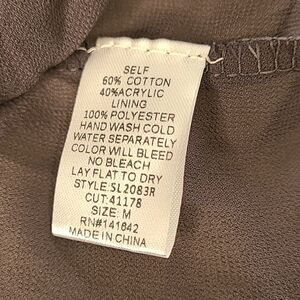 SELF
60% COTTON
40%ACRYLIC
LINING
100% POLYESTER
HAND WASH COLD
WATER SEPARATELY
COLOR WILL BLEED
NO BLEACH
LAY FLAT TO DRY
STYLE:SL2083R
CUT:41178
SIZE: M
RN#141642
MADE IN CHINA